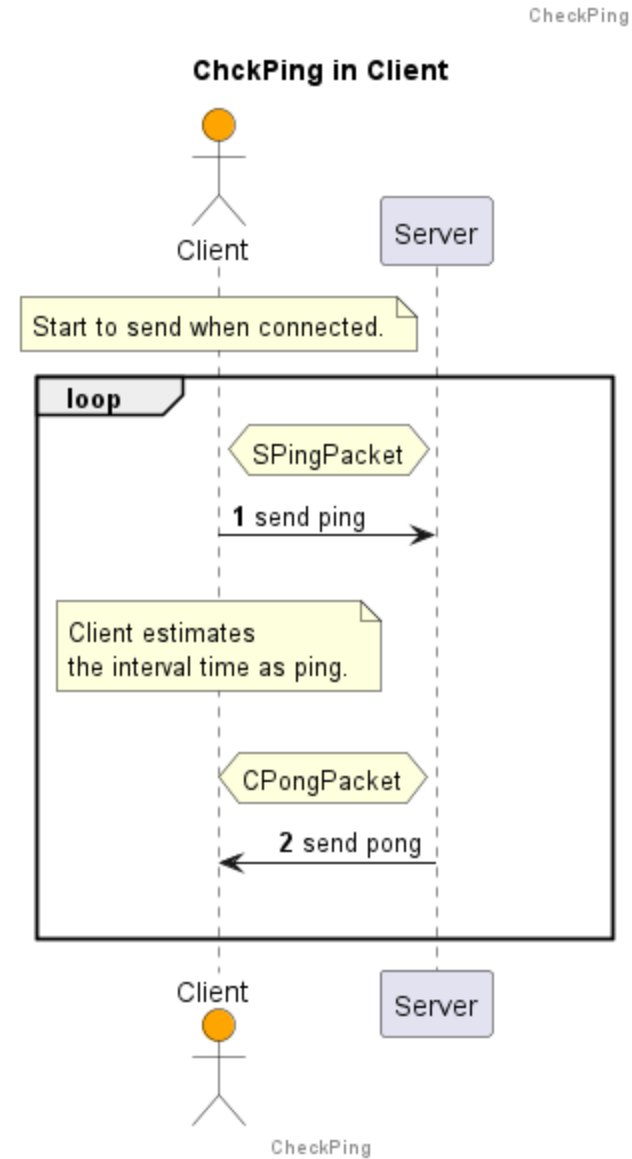 CheckPing
ChckPing in Client
Client
Server
Start to send when connected.
loop
SPingPacket
1 send ping
Client estimates
the interval time as ping.
CPongPacket
2 send pong
Client
Server
CheckPing